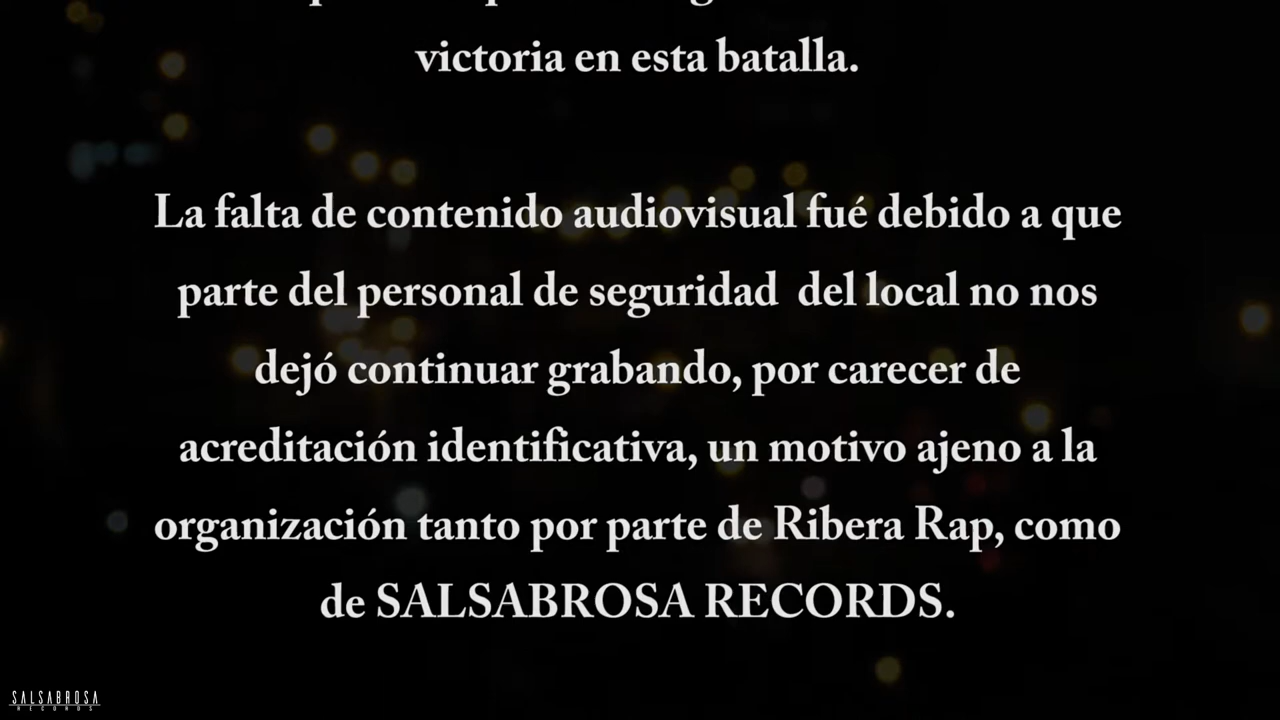 victoria en esta batalla.
La falta de contenido audiovisual fué debido a que
parte del personal de seguridad del local no nos
dejó continuar grabando, por carecer de
acreditación identificativa, un motivo ajeno a la
organización tanto por parte de Ribera Rap, como
de SALSABROSA RECORDS.
SALSABROSA
RECORDS